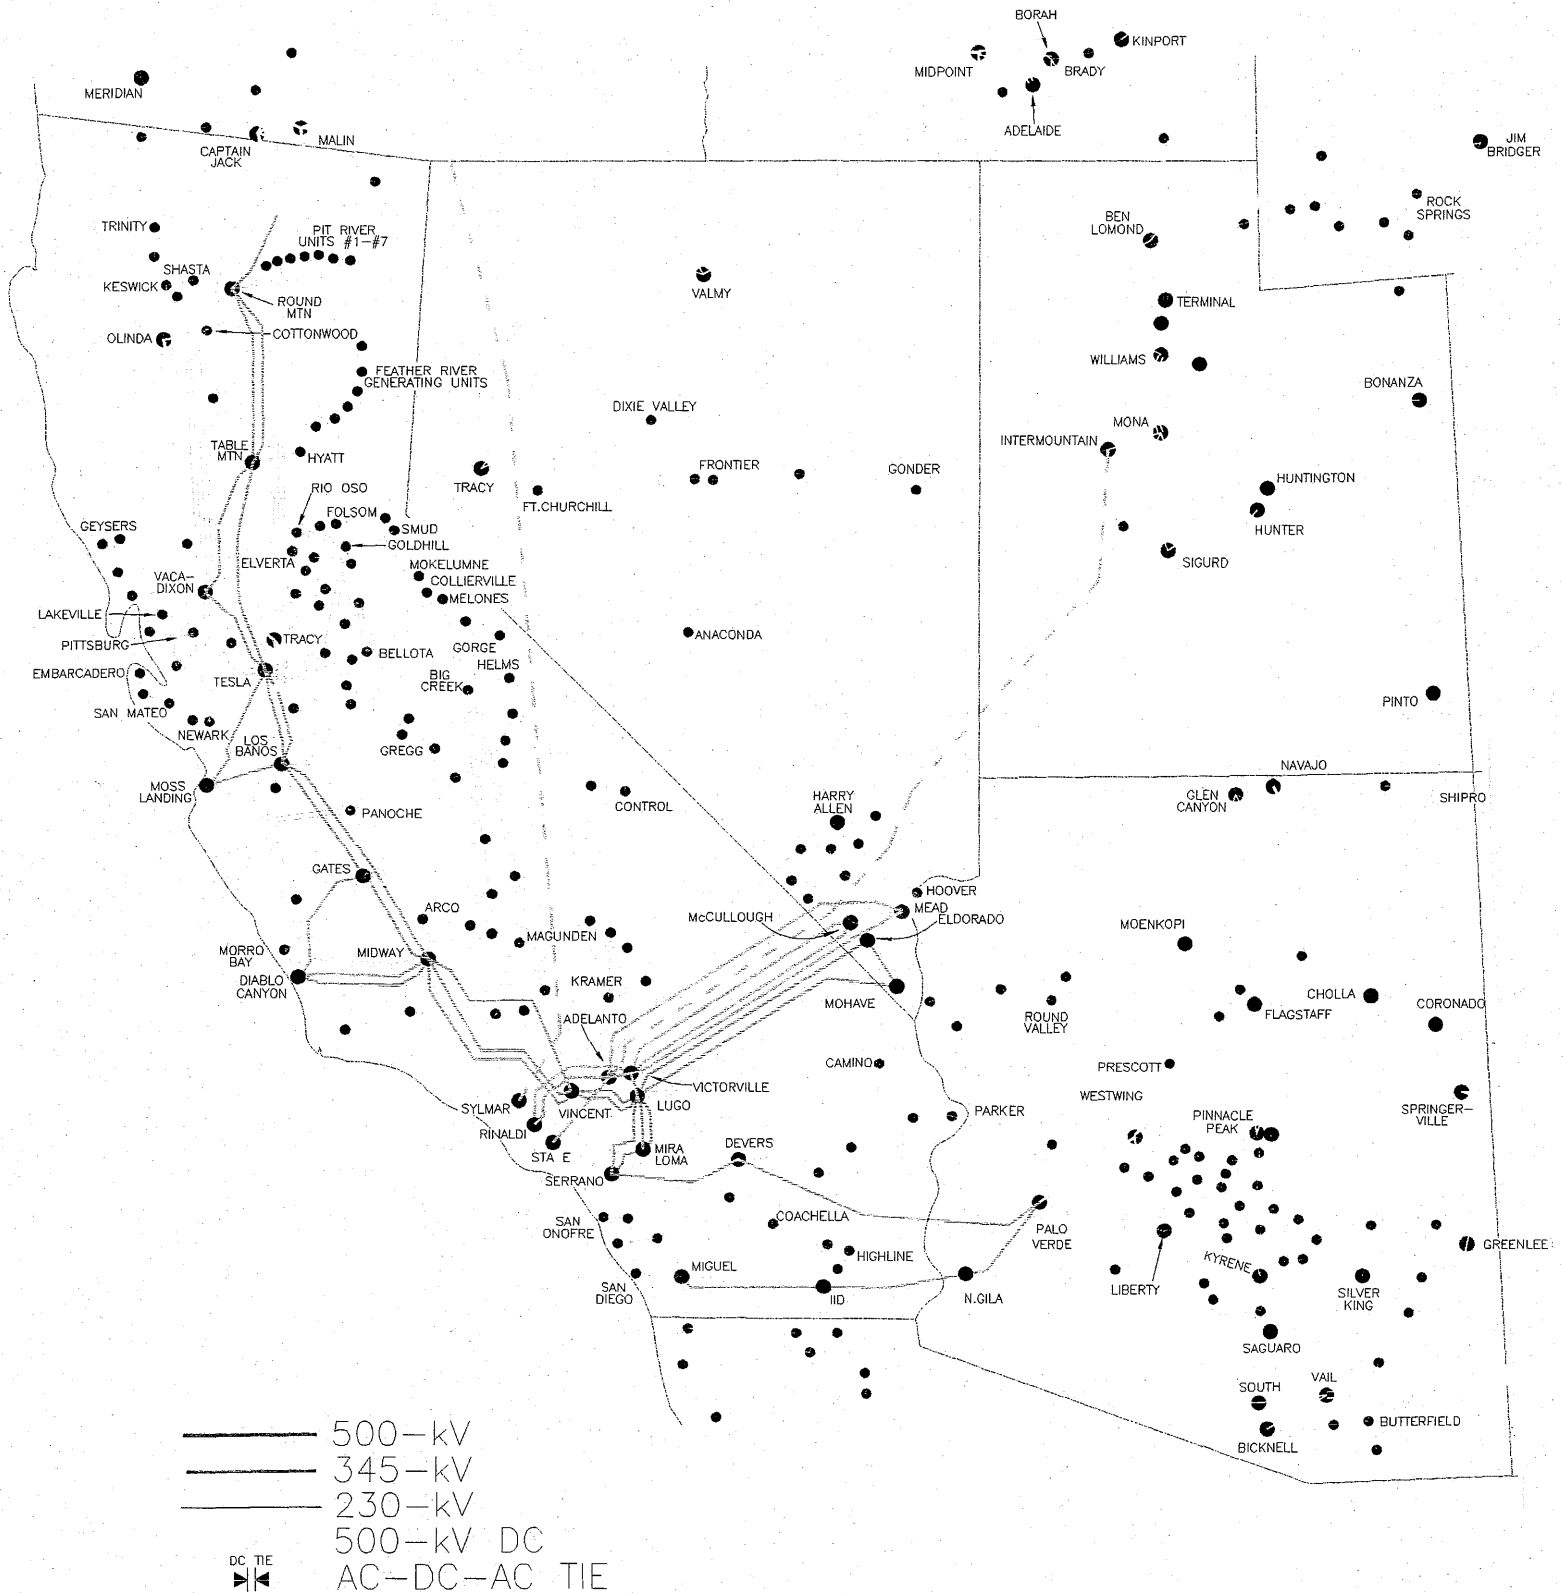 BORAH
KINPORT
MIDPOINT
BRADY
MERIDIAN
ADELAIDE
MALIN
CAPTAIN
JACK
JIM
BRIDGER
ROCK
SPRINGS
TRINITY
PIT RIVER
UNITS #1-#7
BEN
LOMOND
SHASTA
KESWICK
VALMY
ROUND
MTN
TERMINAL
OLINDA
COTTONWOOD
WILLIAMS
FEATHER RIVER
GENERATING UNITS
BONANZA
DIXIE VALLEY
MONA
INTERMOUNTAIN
TABLE
MTN
HYATT
TRACY
FRONTIER
GONDER
HUNTINGTON
RIO OSO
FT.CHURCHILL
FOLSOM
SMUD
HUNTER
GEYSERS
GOLDHILL
ELVERTA
MOKELUMNE
SIGURD
COLLIERVILLE
VACA-
DIXON
MELONES
LAKEVILLE
PITTSBURG
TRACY
ANACONDA
GORGE
BELLOTA
HELMS
EMBARCADERO
TESLA
BIG
CREEK
PINTO
SAN MATEO
NEWARK
LOS
BANOS
GREGG
NAVAJO
MOSS
LANDING
GLEN
CANYON
SHIPRO
HARRY
ALLEN
CONTROL
PANOCHE
GATES
HOOVER
ARCO
MEAD
McCULLOUGH
ELDORADO
MOENKOPI
MAGUNDEN
MORRO
BAY
MIDWAY
DIABLO
CANYON
KRAMER
CHOLLA
MOHAVE
CORONADO
ADELANTO
ROUND
VALLEY
FLAGSTAFF
CAMINO
PRESCOTT
VICTORVILLE
WESTWING
SYLMAR
VINCENT
LUGO
PARKER
PINNACLE
PEAK
SPRINGER-
VILLE
RINALDI
STA E
MIRA
LOMA
DEVERS
SERRANO
SAN
ONOFRE
COACHELLA
PALO
VERDE
GREENLEE
HIGHLINE
KYRENE
MIGUEL
SAN
DIEGO
IID
N.GILA
LIBERTY
SILVER
KING
SAGUARO
VAIL
SOUTH
BUTTERFIELD
BICKNELL
500-kV
345-kV
230-kV
500-kV DC
DC TIE
AC-DC-AC TIE